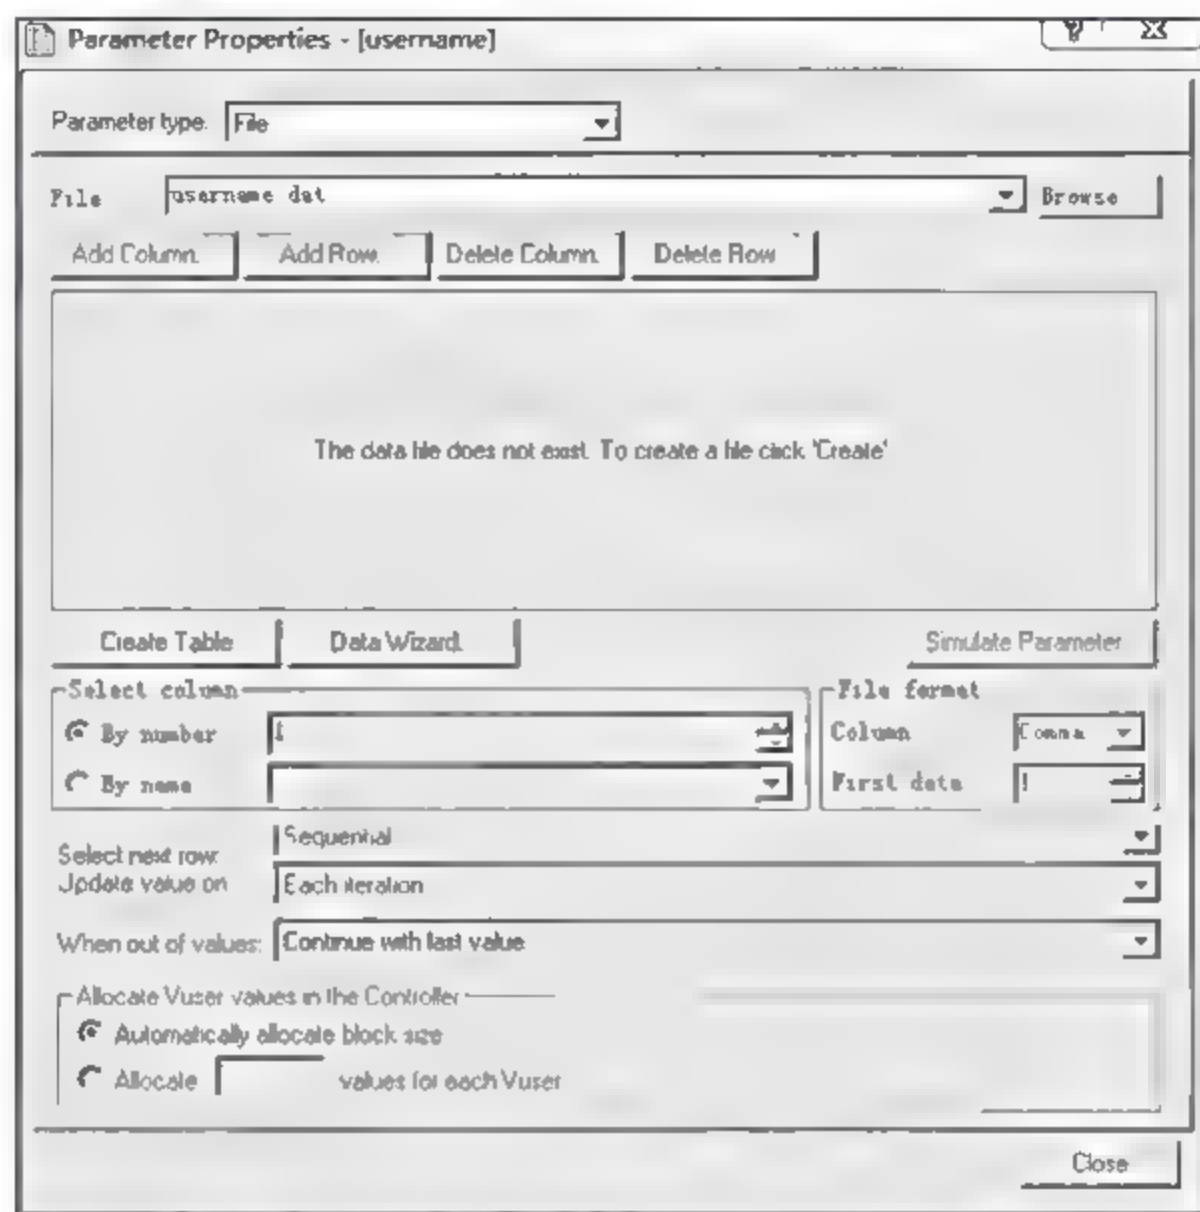 Parameter Properties - [username]
Parameter type: File
File username dat Browse
Add Column. Add Row. Delete Column. Delete Row
The data file does not exist. To create a file click 'Create'
Create Table Data Wizard. Simulate Parameter
Select column File format
By number 1 Column Comma
By name First data 1
Sequential
Select next row:
Update value on Each iteration
When out of values: Continue with last value
Allocate Vuser values in the Controller
Automatically allocate block size
Allocate values for each Vuser
Close